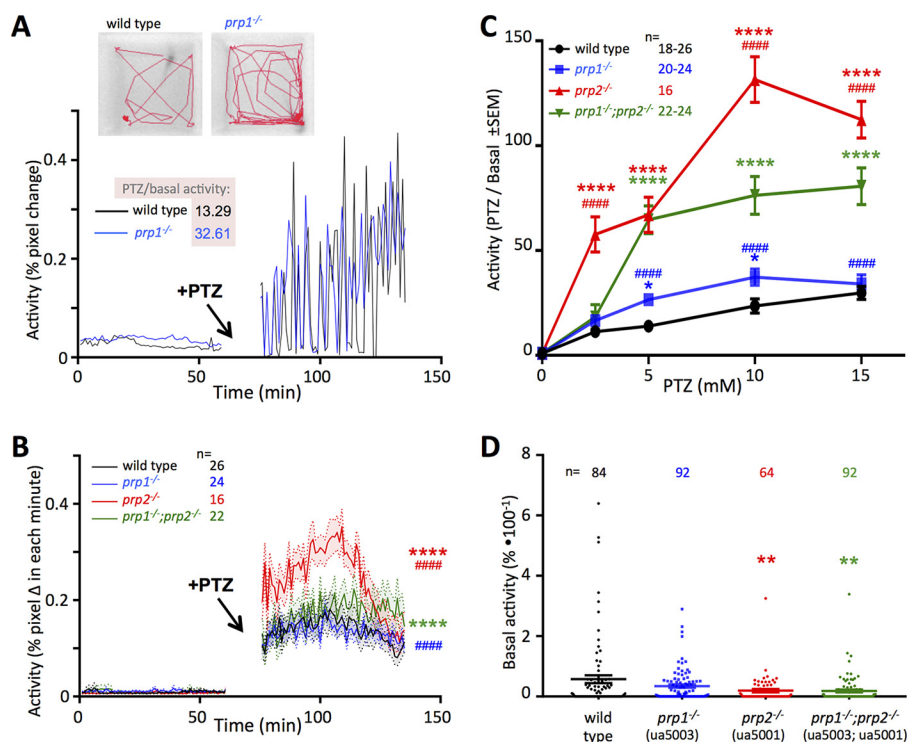 A
wild type
prp1-/-
Activity (% pixel change)
0.4
0.2
0
PTZ/basal activity:
wild type 13.29
prp1-/- 32.61
+PTZ
0 50 100 150
Time (min)
B
Activity (% pixel Δ in each minute)
0.4
0.2
0
n=
wild type 26
prp1-/- 24
prp2-/- 16
prp1-/-;prp2-/- 22
+PTZ
****
####
****
####
0 50 100 150
Time (min)
C
Activity (PTZ / Basal ±SEM)
150
100
50
0
n=
wild type 18-26
prp1-/- 20-24
prp2-/- 16
prp1-/-;prp2-/- 22-24
****
####
****
****
####
*
****
####
****
####
*
****
####
****
####
0 5 10 15
PTZ (mM)
D
Basal activity (% •100-1)
8
6
4
2
0
n= 84 92 64 92
** **
wild type
prp1-/-
(ua5003)
prp2-/-
(ua5001)
prp1-/-;prp2-/-
(ua5003; ua5001)